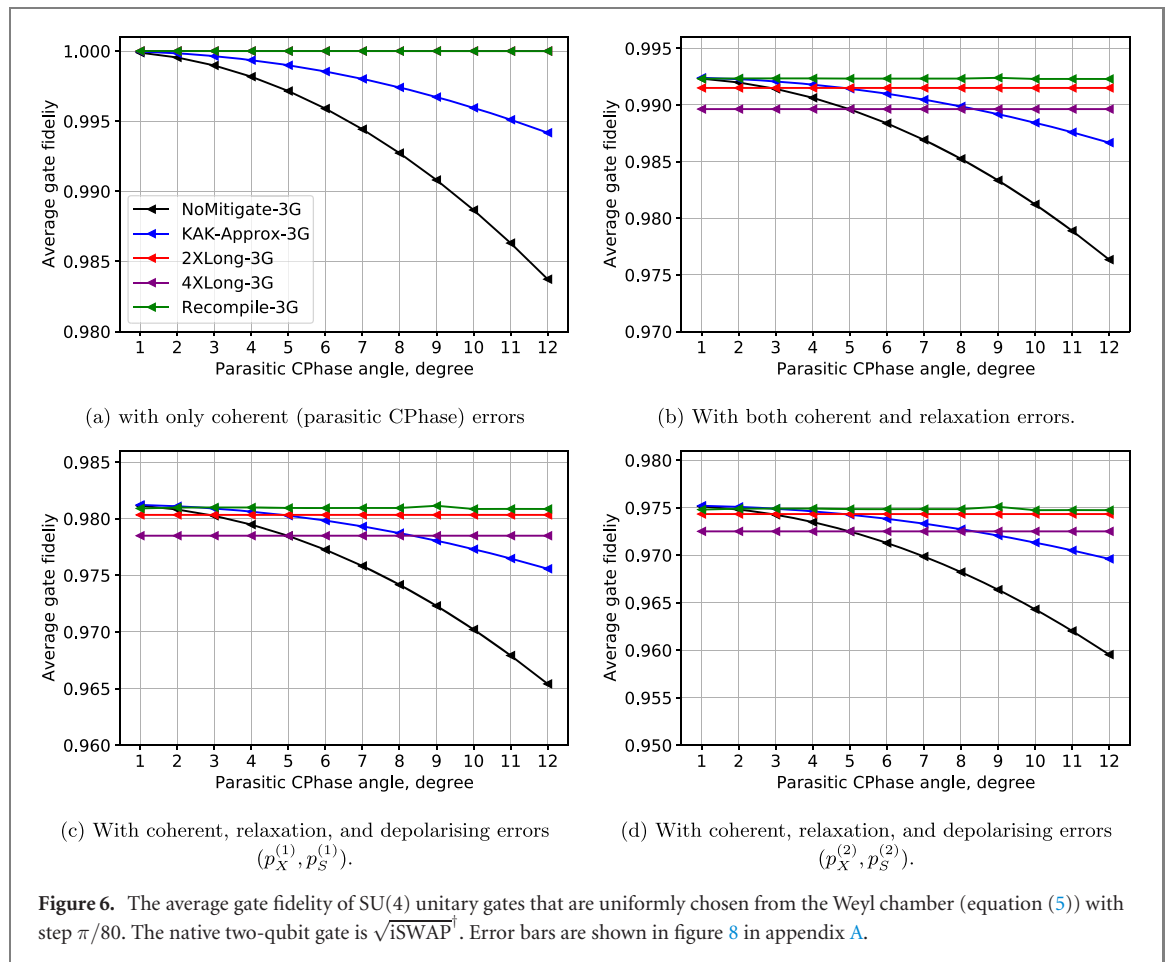 1.000
0.995
0.990
0.985
0.980
Average gate fideliy
NoMitigate-3G
KAK-Approx-3G
2XLong-3G
4XLong-3G
Recompile-3G
1 2 3 4 5 6 7 8 9 10 11 12
Parasitic CPhase angle, degree
(a) with only coherent (parasitic CPhase) errors
0.995
0.990
0.985
0.980
0.975
0.970
Average gate fideliy
1 2 3 4 5 6 7 8 9 10 11 12
Parasitic CPhase angle, degree
(b) With both coherent and relaxation errors.
0.985
0.980
0.975
0.970
0.965
0.960
Average gate fideliy
1 2 3 4 5 6 7 8 9 10 11 12
Parasitic CPhase angle, degree
(c) With coherent, relaxation, and depolarising errors
(p_X^{(1)}, p_S^{(1)}).
0.980
0.975
0.970
0.965
0.960
0.955
0.950
Average gate fideliy
1 2 3 4 5 6 7 8 9 10 11 12
Parasitic CPhase angle, degree
(d) With coherent, relaxation, and depolarising errors
(p_X^{(2)}, p_S^{(2)}).
Figure 6. The average gate fidelity of SU(4) unitary gates that are uniformly chosen from the Weyl chamber (equation (5)) with
step π/80. The native two-qubit gate is √iSWAP†. Error bars are shown in figure 8 in appendix A.